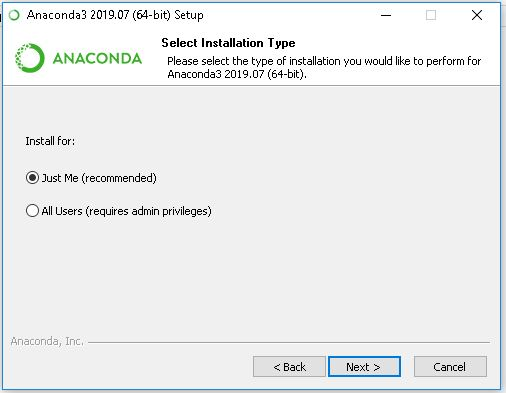 Anaconda3 2019.07 (64-bit) Setup
ANACONDA
Select Installation Type
Please select the type of installation you would like to perform for
Anaconda3 2019.07 (64-bit).
Install for:
Just Me (recommended)
All Users (requires admin privileges)
Anaconda, Inc.
< Back
Next >
Cancel